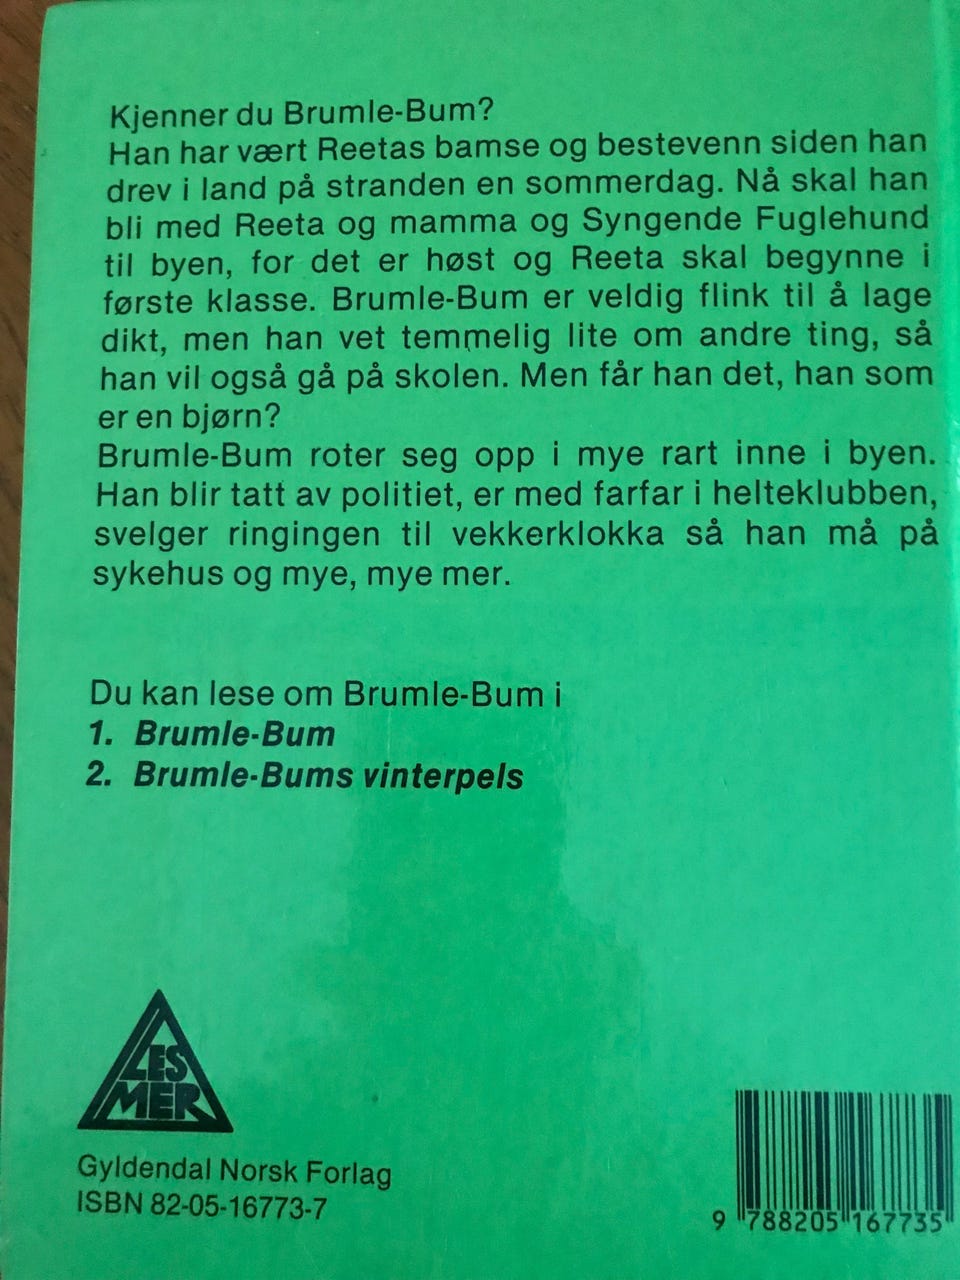 Kjenner du Brumle-Bum?
Han har vært Reetas bamse og bestevenn siden han
drev i land på stranden en sommerdag. Nå skal han
bli med Reeta og mamma og Syngende Fuglehund
til byen, for det er høst og Reeta skal begynne i
første klasse. Brumle-Bum er veldig flink til å lage
dikt, men han vet temmelig lite om andre ting, så
han vil også gå på skolen. Men får han det, han som
er en bjørn?
Brumle-Bum roter seg opp i mye rart inne i byen.
Han blir tatt av politiet, er med farfar i helteklubben,
svelger ringingen til vekkerklokka så han må på
sykehus og mye, mye mer.
Du kan lese om Brumle-Bum i
1. Brumle-Bum
2. Brumle-Bums vinterpels
LES
MER
Gyldendal Norsk Forlag
ISBN 82-05-16773-7
9 788205 167735